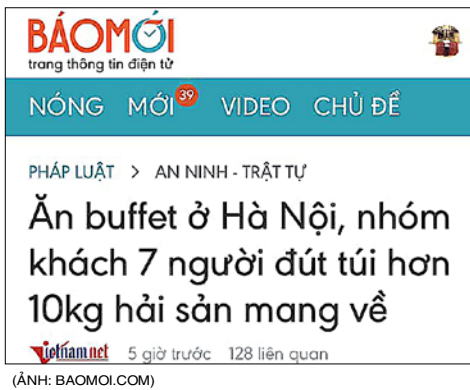 BÁOMỚI
trang thông tin điện tử
NÓNG MỚI 39 VIDEO CHỦ ĐỀ
PHÁP LUẬT > AN NINH - TRẬT TỰ
Ăn buffet ở Hà Nội, nhóm
khách 7 người đút túi hơn
10kg hải sản mang về
Vietnamnet 5 giờ trước 128 liên quan
(ẢNH: BAOMOI.COM)